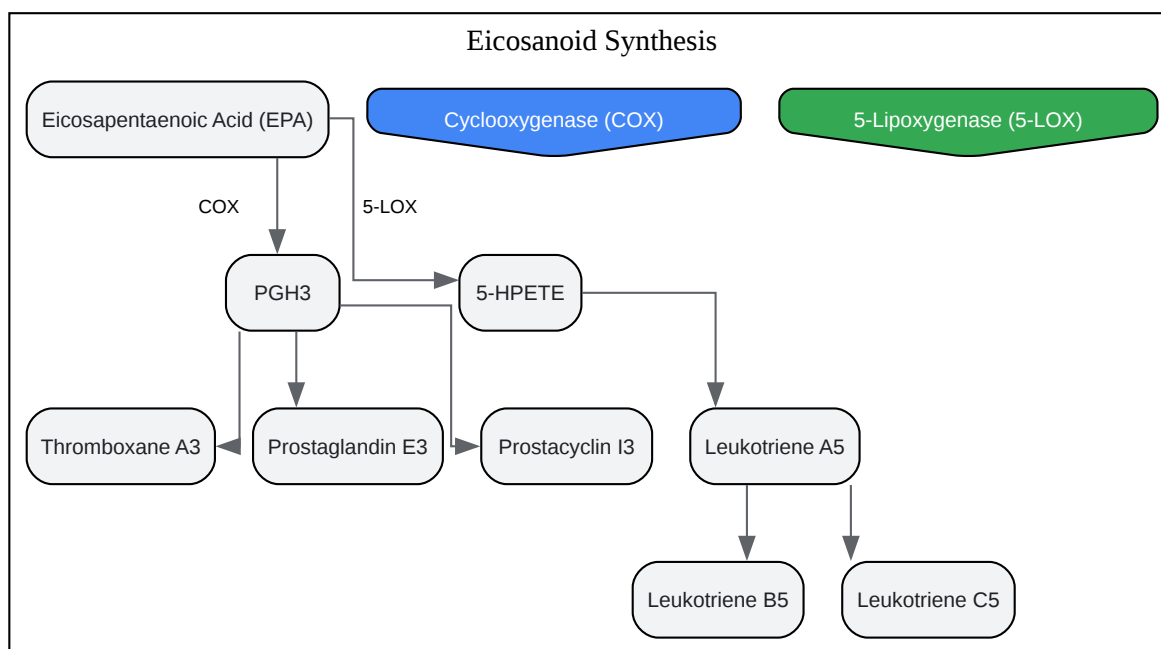 Eicosanoid Synthesis
Eicosapentaenoic Acid (EPA)
Cyclooxygenase (COX)
5-Lipoxygenase (5-LOX)
COX
5-LOX
PGH3
5-HPETE
Thromboxane A3
Prostaglandin E3
Prostacyclin I3
Leukotriene A5
Leukotriene B5
Leukotriene C5